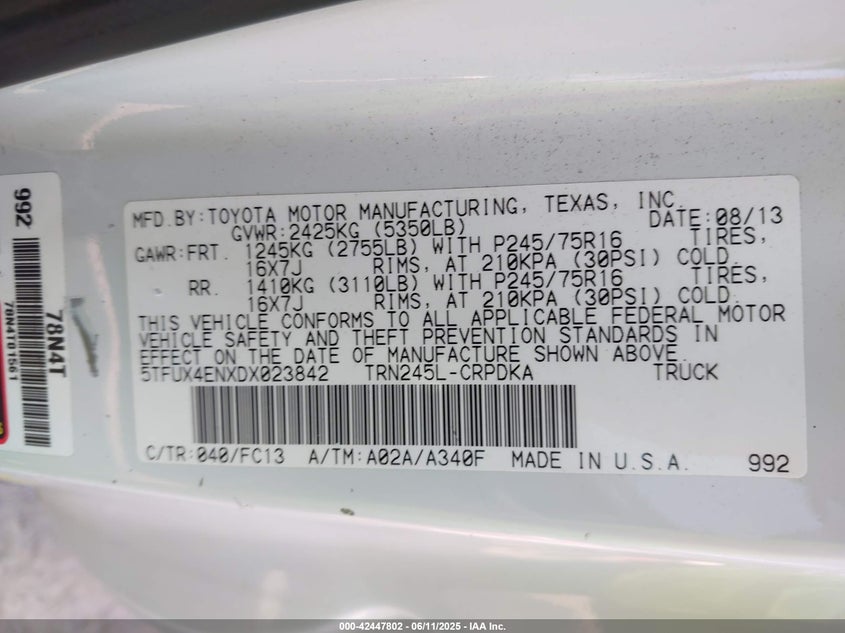 MFD.BY:TOYOTA MOTOR MANUFACTURING, TEXAS, INC.
GVWR:2425KG (5350LB) DATE:08/13
GAWR:FRT. 1245KG (2755LB) WITH P245/75R16 TIRES,
16X7J RIMS, AT 210KPA (30PSI) COLD.
RR. 1410KG (3110LB) WITH P245/75R16 TIRES,
16X7J RIMS, AT 210KPA (30PSI) COLD.
THIS VEHICLE CONFORMS TO ALL APPLICABLE FEDERAL MOTOR
VEHICLE SAFETY AND THEFT PREVENTION STANDARDS IN
EFFECT ON THE DATE OF MANUFACTURE SHOWN ABOVE.
5TFUX4ENXDX023842 TRN245L-CRPDKA TRUCK
C/TR:040/FC13 A/TM:A02A/A340F MADE IN U.S.A. 992
992
78N4T
78N4T01561
000-42447802 - 06/11/2025 - IAA Inc.